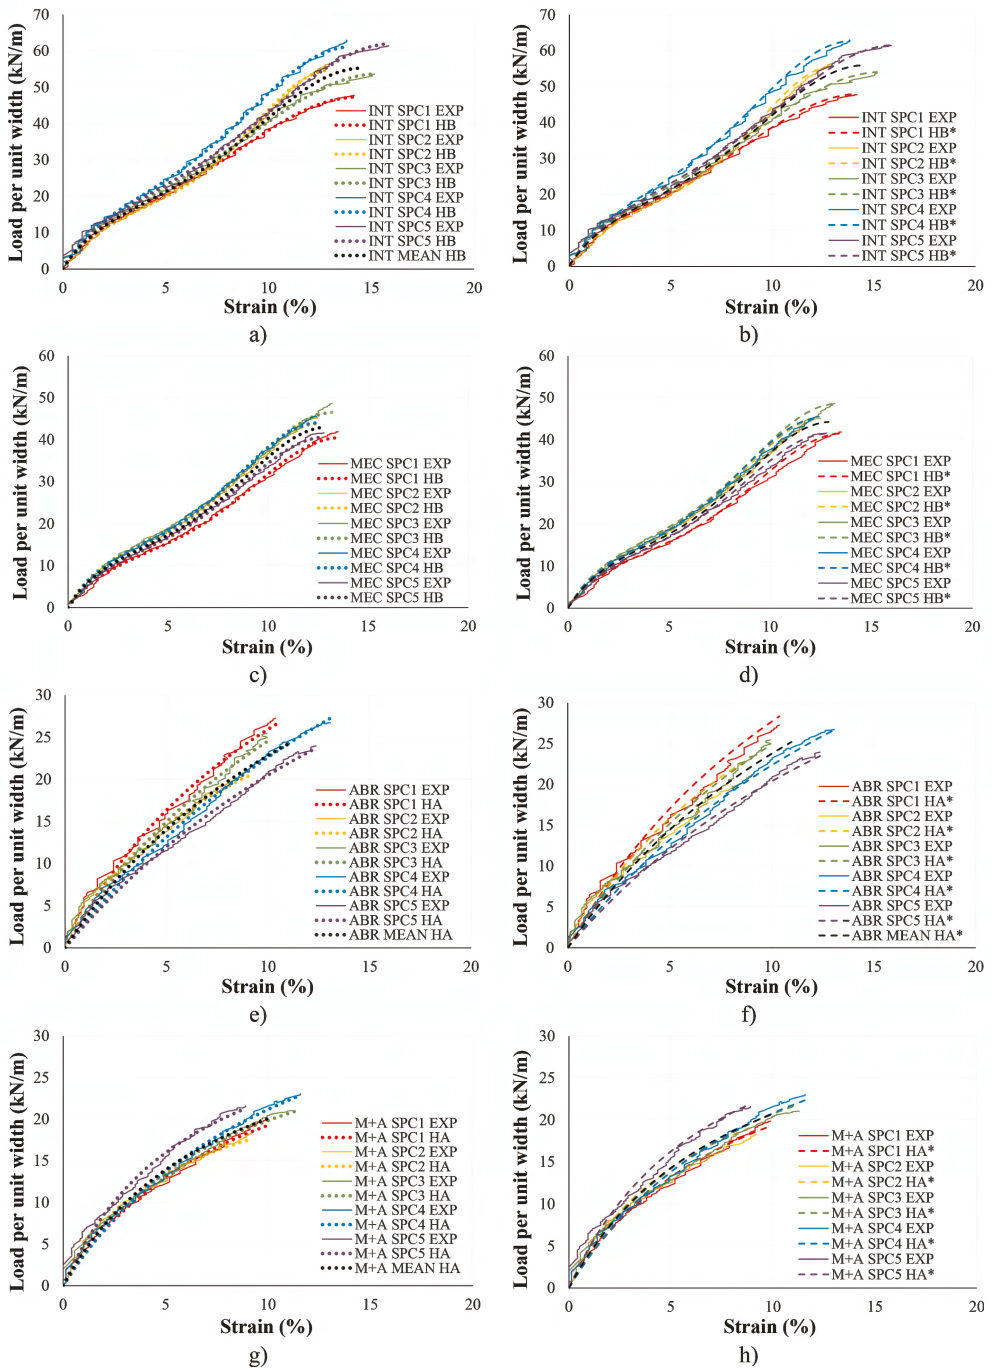 Load per unit width (kN/m)
70
60
50
40
30
20
10
0
INT SPC1 EXP
INT SPC1 HB
INT SPC2 EXP
INT SPC2 HB
INT SPC3 EXP
INT SPC3 HB
INT SPC4 EXP
INT SPC4 HB
INT SPC5 EXP
INT SPC5 HB
INT MEAN HB
0 5 10 15 20
Strain (%)
a)
Load per unit width (kN/m)
70
60
50
40
30
20
10
0
INT SPC1 EXP
INT SPC1 HB*
INT SPC2 EXP
INT SPC2 HB*
INT SPC3 EXP
INT SPC3 HB*
INT SPC4 EXP
INT SPC4 HB*
INT SPC5 EXP
INT SPC5 HB*
0 5 10 15 20
Strain (%)
b)
Load per unit width (kN/m)
60
50
40
30
20
10
0
MEC SPC1 EXP
MEC SPC1 HB
MEC SPC2 EXP
MEC SPC2 HB
MEC SPC3 EXP
MEC SPC3 HB
MEC SPC4 EXP
MEC SPC4 HB
MEC SPC5 EXP
MEC SPC5 HB
0 5 10 15 20
Strain (%)
c)
Load per unit width (kN/m)
60
50
40
30
20
10
0
MEC SPC1 EXP
MEC SPC1 HB*
MEC SPC2 EXP
MEC SPC2 HB*
MEC SPC3 EXP
MEC SPC3 HB*
MEC SPC4 EXP
MEC SPC4 HB*
MEC SPC5 EXP
MEC SPC5 HB*
0 5 10 15 20
Strain (%)
d)
Load per unit width (kN/m)
30
25
20
15
10
5
0
ABR SPC1 EXP
ABR SPC1 HA
ABR SPC2 EXP
ABR SPC2 HA
ABR SPC3 EXP
ABR SPC3 HA
ABR SPC4 EXP
ABR SPC4 HA
ABR SPC5 EXP
ABR SPC5 HA
ABR MEAN HA
0 5 10 15 20
Strain (%)
e)
Load per unit width (kN/m)
30
25
20
15
10
5
0
ABR SPC1 EXP
ABR SPC1 HA*
ABR SPC2 EXP
ABR SPC2 HA*
ABR SPC3 EXP
ABR SPC3 HA*
ABR SPC4 EXP
ABR SPC4 HA*
ABR SPC5 EXP
ABR SPC5 HA*
ABR MEAN HA*
0 5 10 15 20
Strain (%)
f)
Load per unit width (kN/m)
30
25
20
15
10
5
0
M+A SPC1 EXP
M+A SPC1 HA
M+A SPC2 EXP
M+A SPC2 HA
M+A SPC3 EXP
M+A SPC3 HA
M+A SPC4 EXP
M+A SPC4 HA
M+A SPC5 EXP
M+A SPC5 HA
M+A MEAN HA
0 5 10 15 20
Strain (%)
g)
Load per unit width (kN/m)
30
25
20
15
10
5
0
M+A SPC1 EXP
M+A SPC1 HA*
M+A SPC2 EXP
M+A SPC2 HA*
M+A SPC3 EXP
M+A SPC3 HA*
M+A SPC4 EXP
M+A SPC4 HA*
M+A SPC5 EXP
M+A SPC5 HA*
0 5 10 15 20
Strain (%)
h)